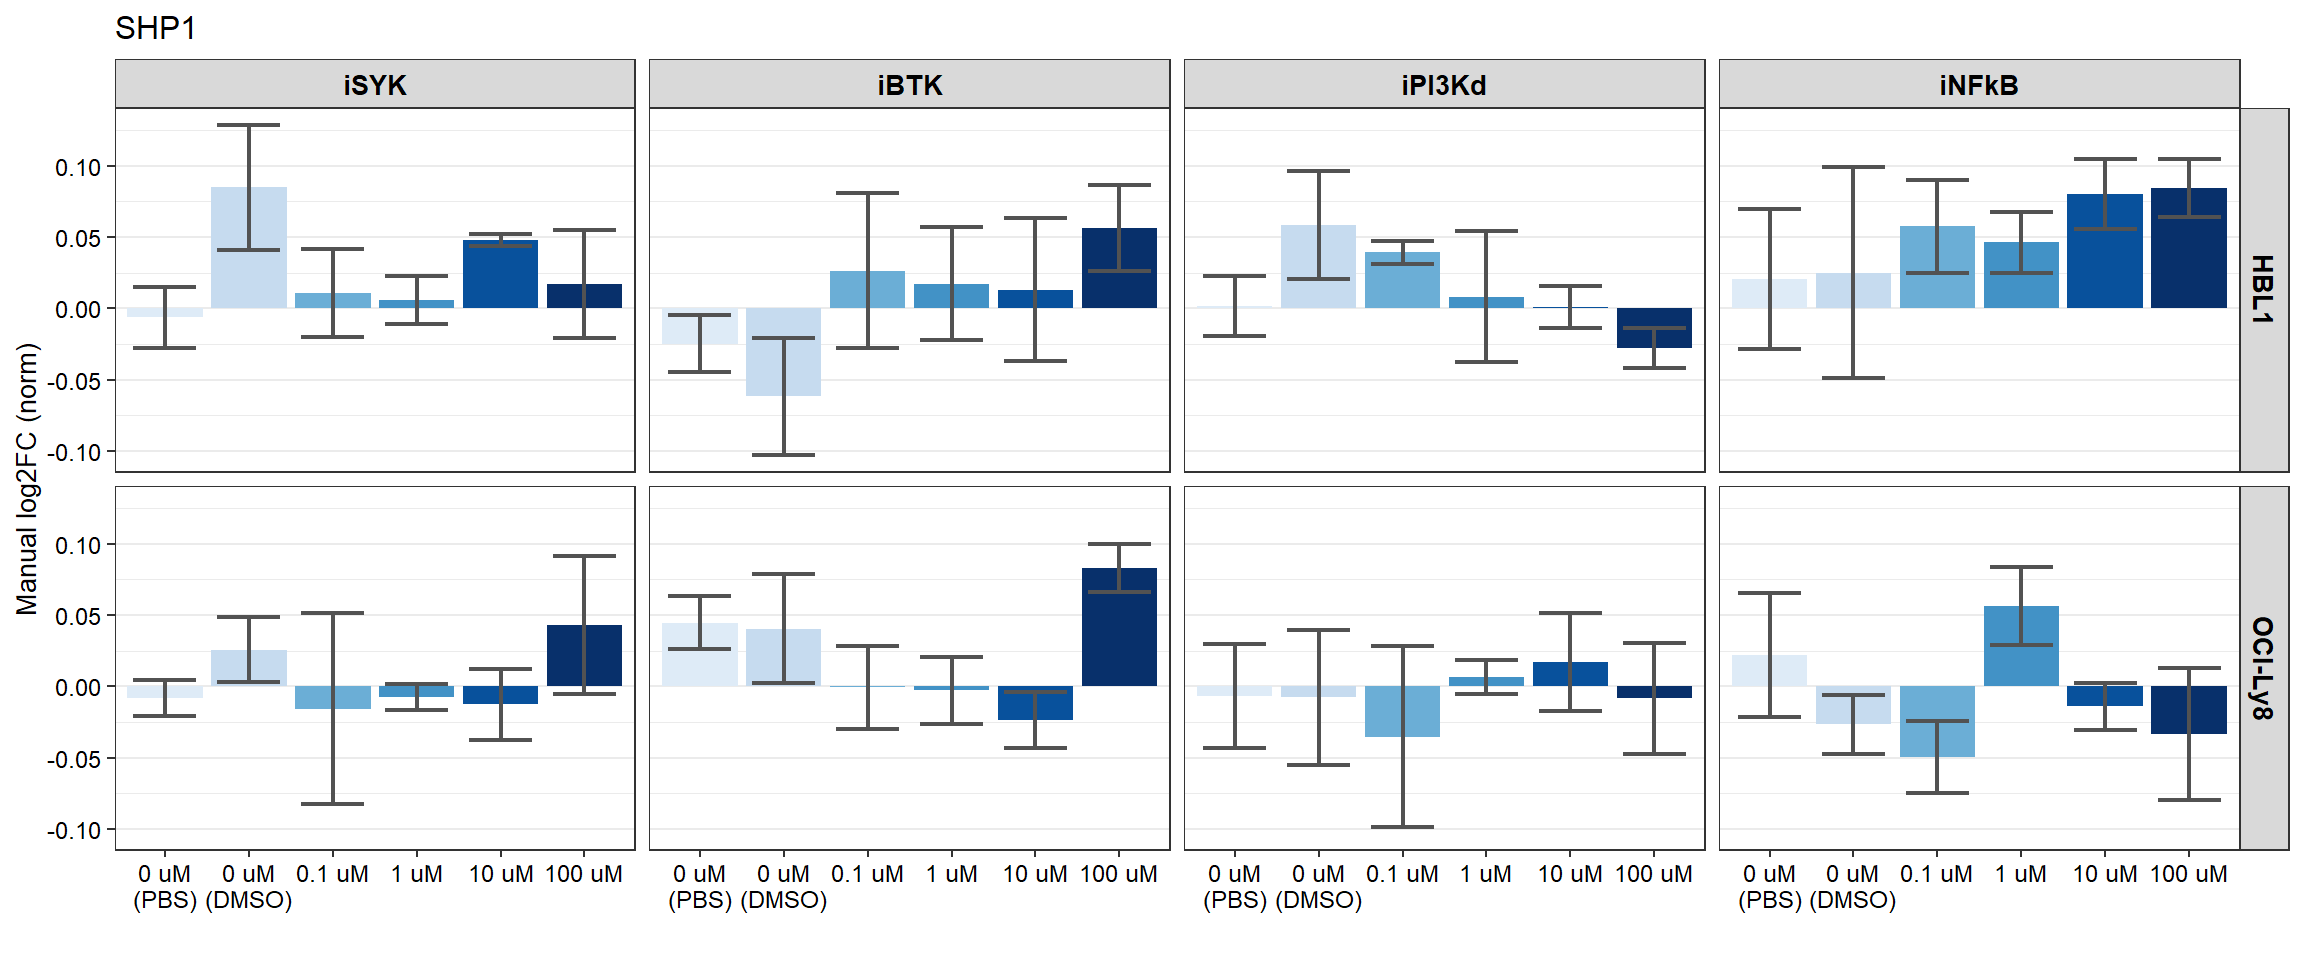 SHP1
iSYK iBTK iPI3Kd iNFkB
HBL1
0.10
0.05
0.00
-0.05
-0.10
Manual log2FC (norm)
OCI-Ly8
0.10
0.05
0.00
-0.05
-0.10
0 uM 0 uM 0.1 uM 1 uM 10 uM 100 uM 0 uM 0 uM 0.1 uM 1 uM 10 uM 100 uM 0 uM 0 uM 0.1 uM 1 uM 10 uM 100 uM 0 uM 0 uM 0.1 uM 1 uM 10 uM 100 uM
(PBS) (DMSO) (PBS) (DMSO) (PBS) (DMSO) (PBS) (DMSO)